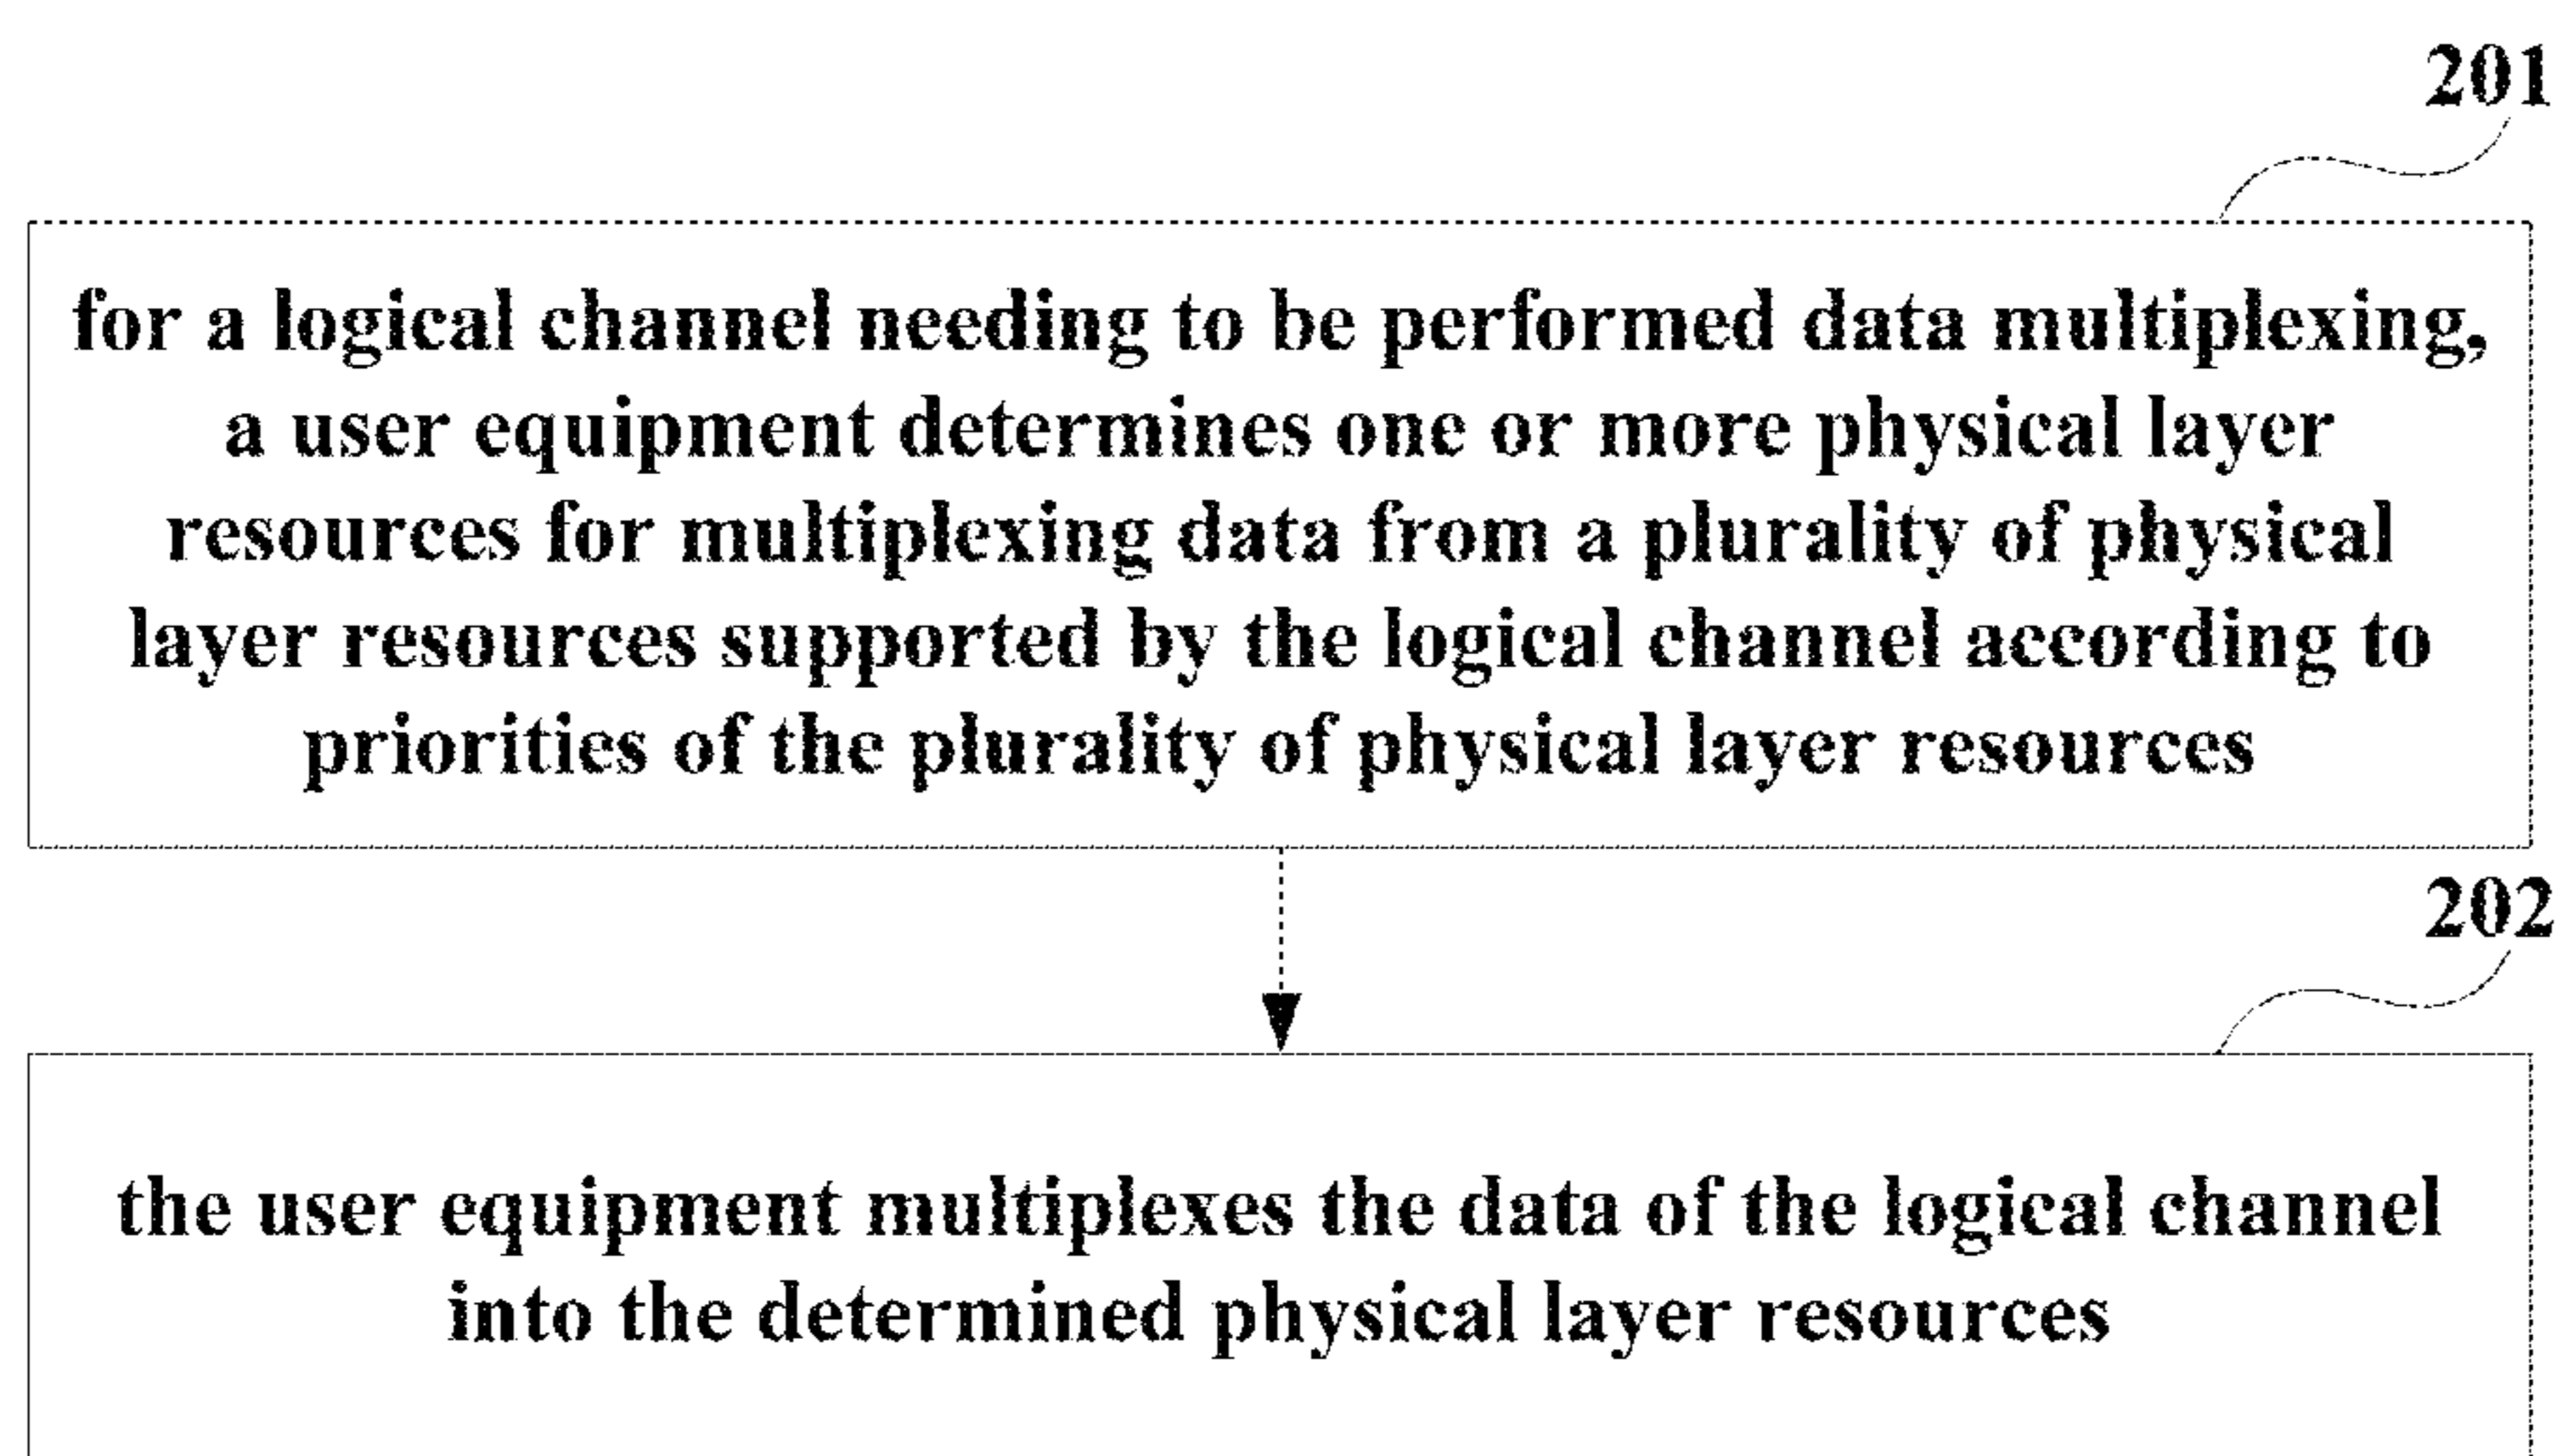 201
for a logical channel needing to be performed data multiplexing,
a user equipment determines one or more physical layer
resources for multiplexing data from a plurality of physical
layer resources supported by the logical channel according to
priorities of the plurality of physical layer resources
202
the user equipment multiplexes the data of the logical channel
into the determined physical layer resources